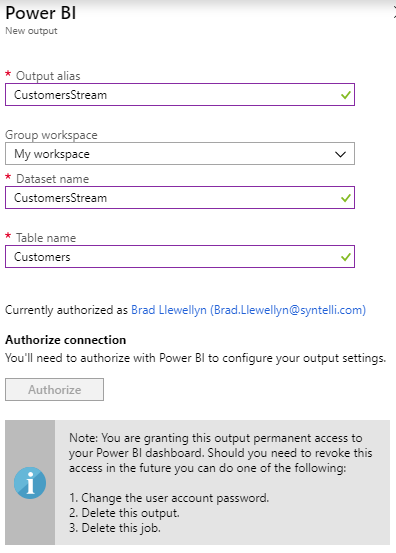 Power BI
New output
* Output alias
CustomersStream
Group workspace
My workspace
* Dataset name
CustomersStream
* Table name
Customers
Currently authorized as Brad Llewellyn (Brad.Llewellyn@syntelli.com)
Authorize connection
You'll need to authorize with Power BI to configure your output settings.
Authorize
Note: You are granting this output permanent access to
your Power BI dashboard. Should you need to revoke this
access in the future you can do one of the following:
1. Change the user account password.
2. Delete this output.
3. Delete this job.